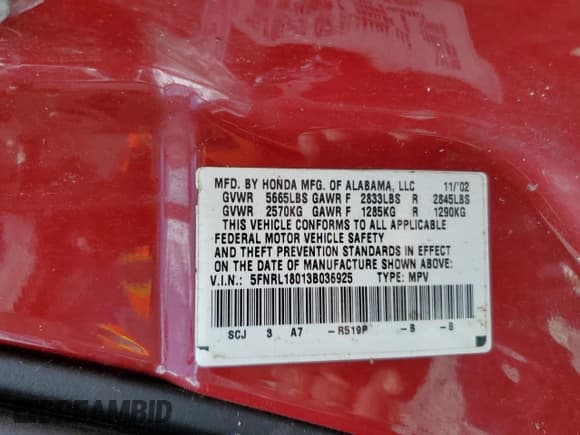 MFD. BY HONDA MFG. OF ALABAMA, LLC 11/'02
GVWR 5665LBS GAWR F 2833LBS R 2845LBS
GVWR 2570KG GAWR F 1285KG R 1290KG
THIS VEHICLE CONFORMS TO ALL APPLICABLE
FEDERAL MOTOR VEHICLE SAFETY
AND THEFT PREVENTION STANDARDS IN EFFECT
ON THE DATE OF MANUFACTURE SHOWN ABOVE:
V.I.N.: 5FNRL18013B036925 TYPE: MPV
SCJ 3 A7 -R519P -B -B